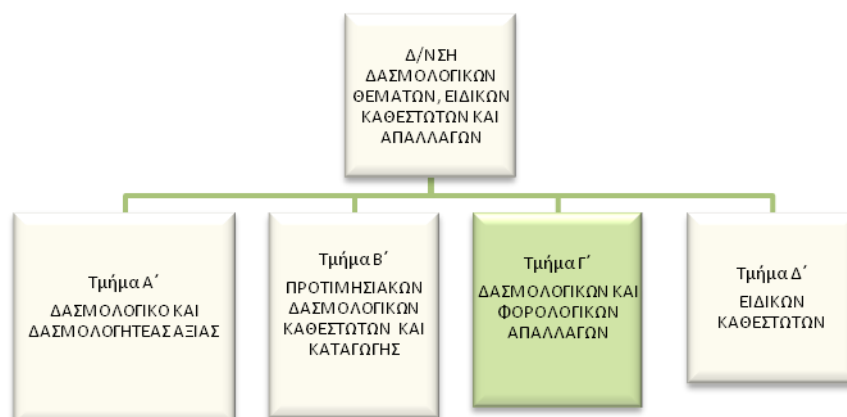 Δ/ΝΣΗ
ΔΑΣΜΟΛΟΓΙΚΩΝ
ΘΕΜΑΤΩΝ, ΕΙΔΙΚΩΝ
ΚΑΘΕΣΤΩΤΩΝ ΚΑΙ
ΑΠΑΛΛΑΓΩΝ
Τμήμα Α΄
ΔΑΣΜΟΛΟΓΙΚΟ ΚΑΙ
ΔΑΣΜΟΛΟΓΗΤΕΑΣ ΑΞΙΑΣ
Τμήμα Β΄
ΠΡΟΤΙΜΗΣΙΑΚΩΝ
ΔΑΣΜΟΛΟΓΙΚΩΝ
ΚΑΘΕΣΤΩΤΩΝ ΚΑΙ
ΚΑΤΑΓΩΓΗΣ
Τμήμα Γ΄
ΔΑΣΜΟΛΟΓΙΚΩΝ ΚΑΙ
ΦΟΡΟΛΟΓΙΚΩΝ
ΑΠΑΛΛΑΓΩΝ
Τμήμα Δ΄
ΕΙΔΙΚΩΝ
ΚΑΘΕΣΤΩΤΩΝ